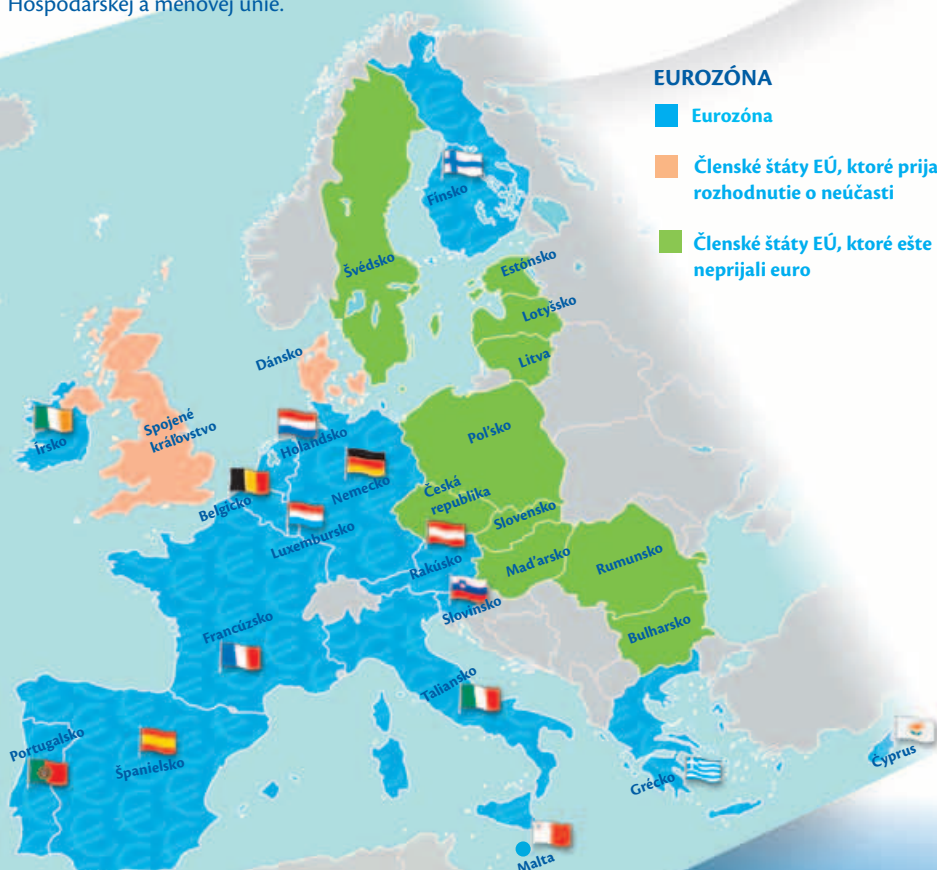 Hospodárskej a menovej únie.
EUROZÓNA
Eurozóna
Členské štáty EÚ, ktoré prija
rozhodnutie o neúčasti
Členské štáty EÚ, ktoré ešte
neprijali euro
Fínsko
Švédsko
Estónsko
Lotyšsko
Litva
Dánsko
Írsko
Spojené
kráľovstvo
Holandsko
Poľsko
Nemecko
Belgicko
Česká
republika
Luxembursko
Slovensko
Rakúsko
Maďarsko
Rumunsko
Slovinsko
Francúzsko
Bulharsko
Taliansko
Portugalsko
Španielsko
Grécko
Čyprus
Malta